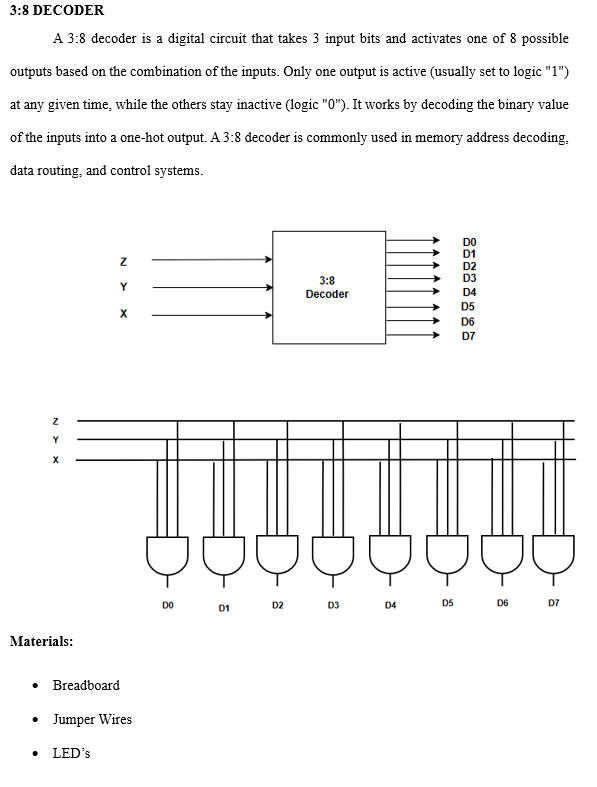 3:8 DECODER
A 3:8 decoder is a digital circuit that takes 3 input bits and activates one of 8 possible
outputs based on the combination of the inputs. Only one output is active (usually set to logic "1")
at any given time, while the others stay inactive (logic "0"). It works by decoding the binary value
of the inputs into a one-hot output. A 3:8 decoder is commonly used in memory address decoding,
data routing, and control systems.
Z
Y
X
3:8
Decoder
D0
D1
D2
D3
D4
D5
D6
D7
Z
Y
X
D0 D1 D2 D3 D4 D5 D6 D7
Materials:
• Breadboard
• Jumper Wires
• LED’s